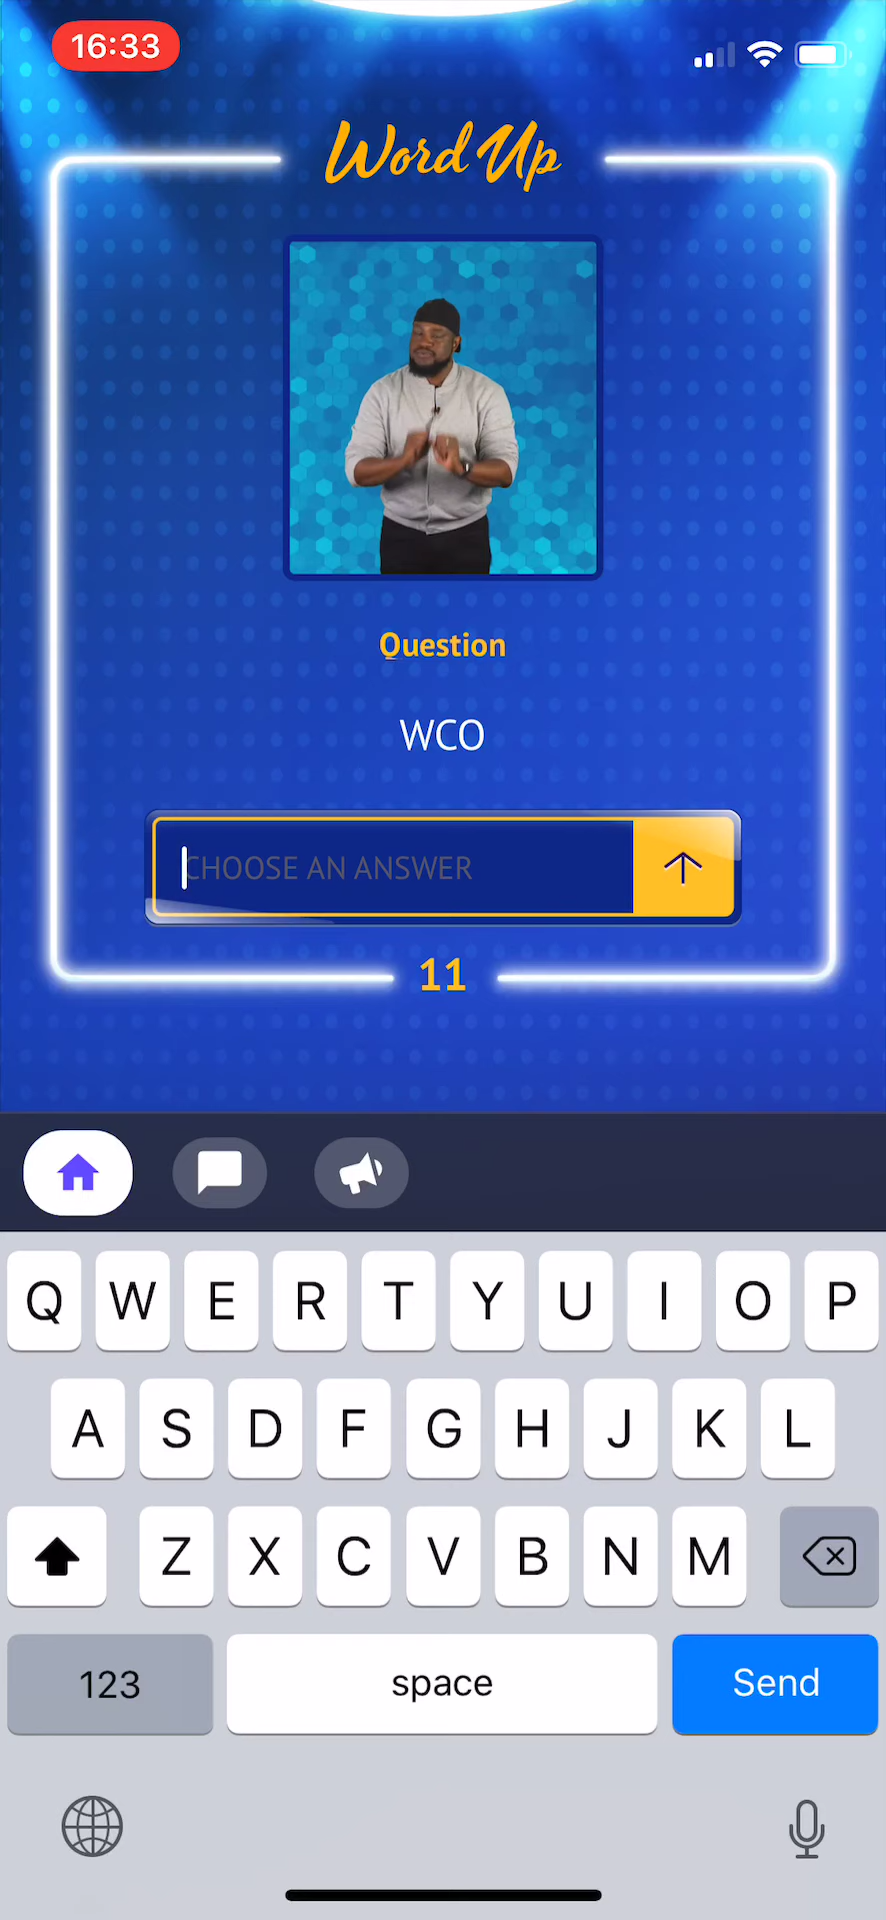 16:33
Word Up
Question
WCO
CHOOSE AN ANSWER
11
Q W E R T Y U I O P
A S D F G H J K L
Z X C V B N M
123 space Send